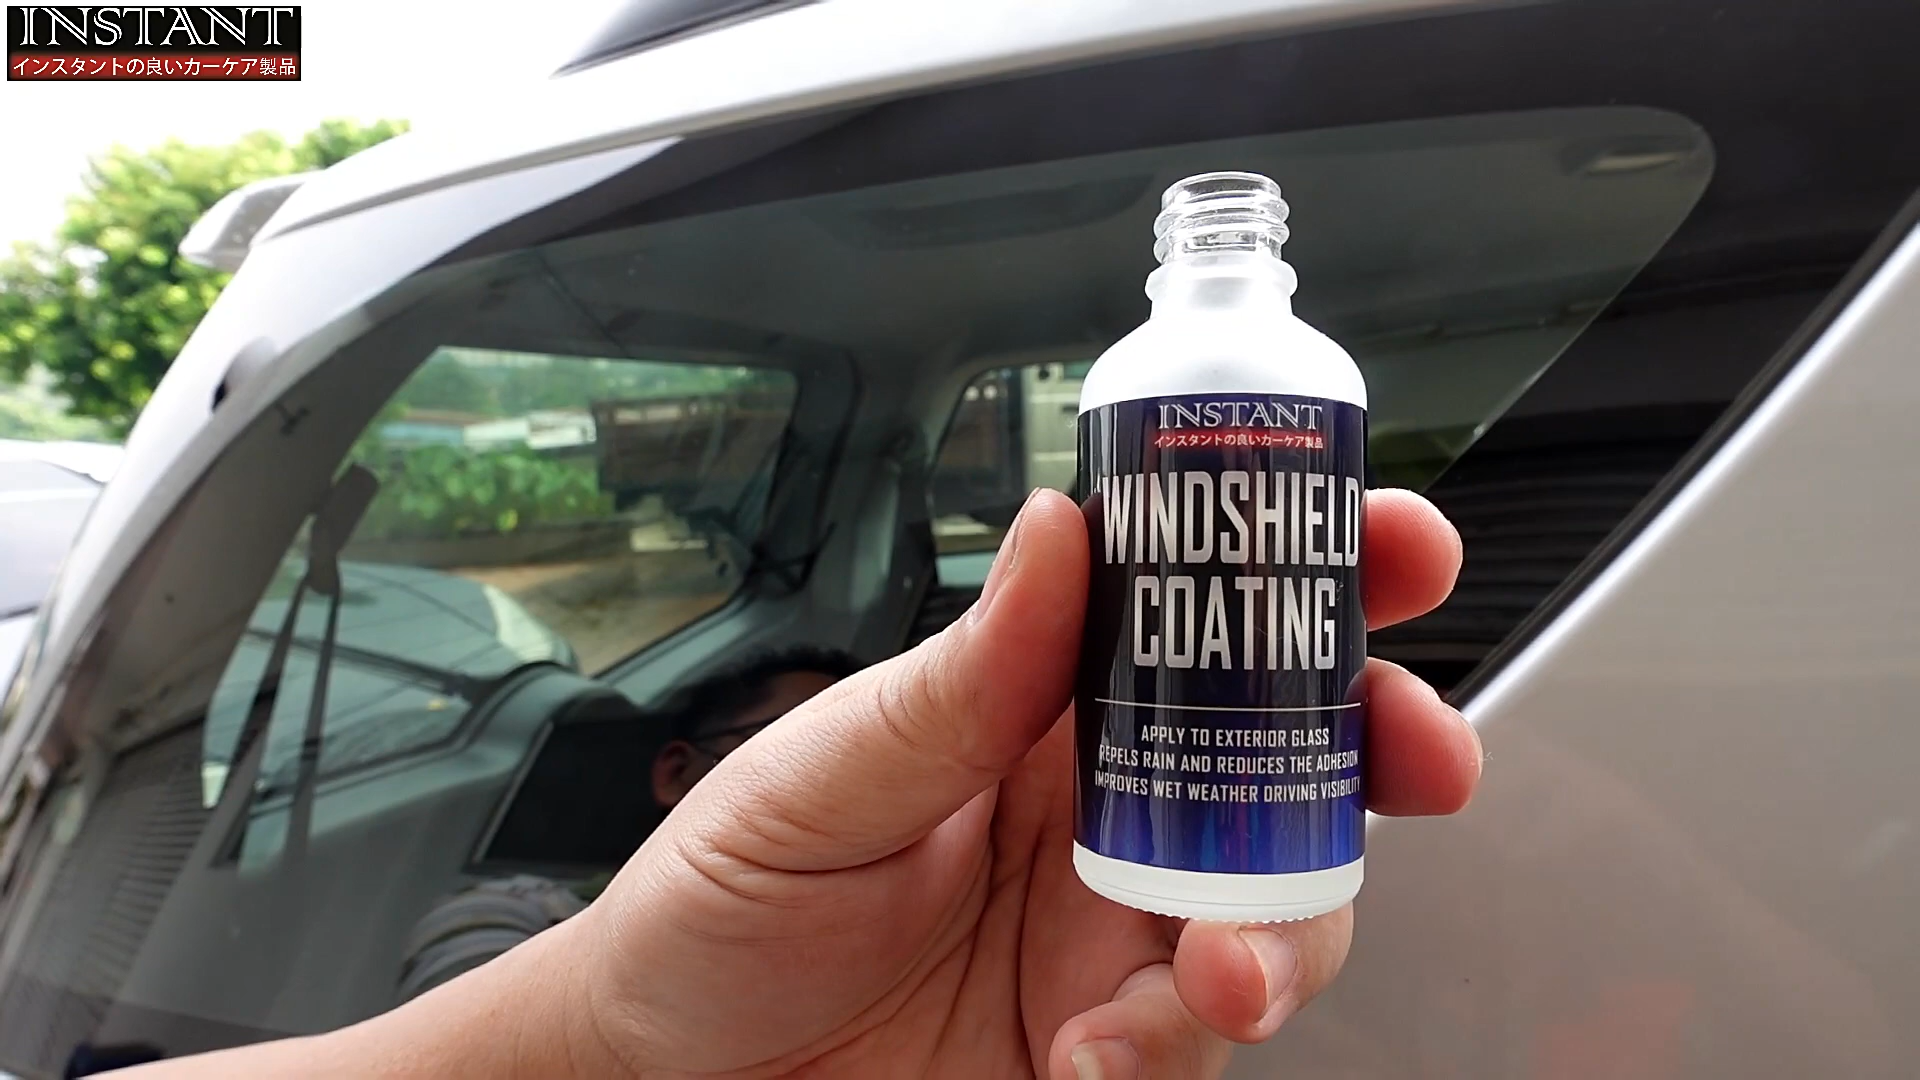 INSTANT
インスタントの良いカーケア製品
INSTANT
インスタントの良いカーケア製品
WINDSHIELD
COATING
APPLY TO EXTERIOR GLASS
REPELS RAIN AND REDUCES THE ADHESION
IMPROVES WET WEATHER DRIVING VISIBILITY